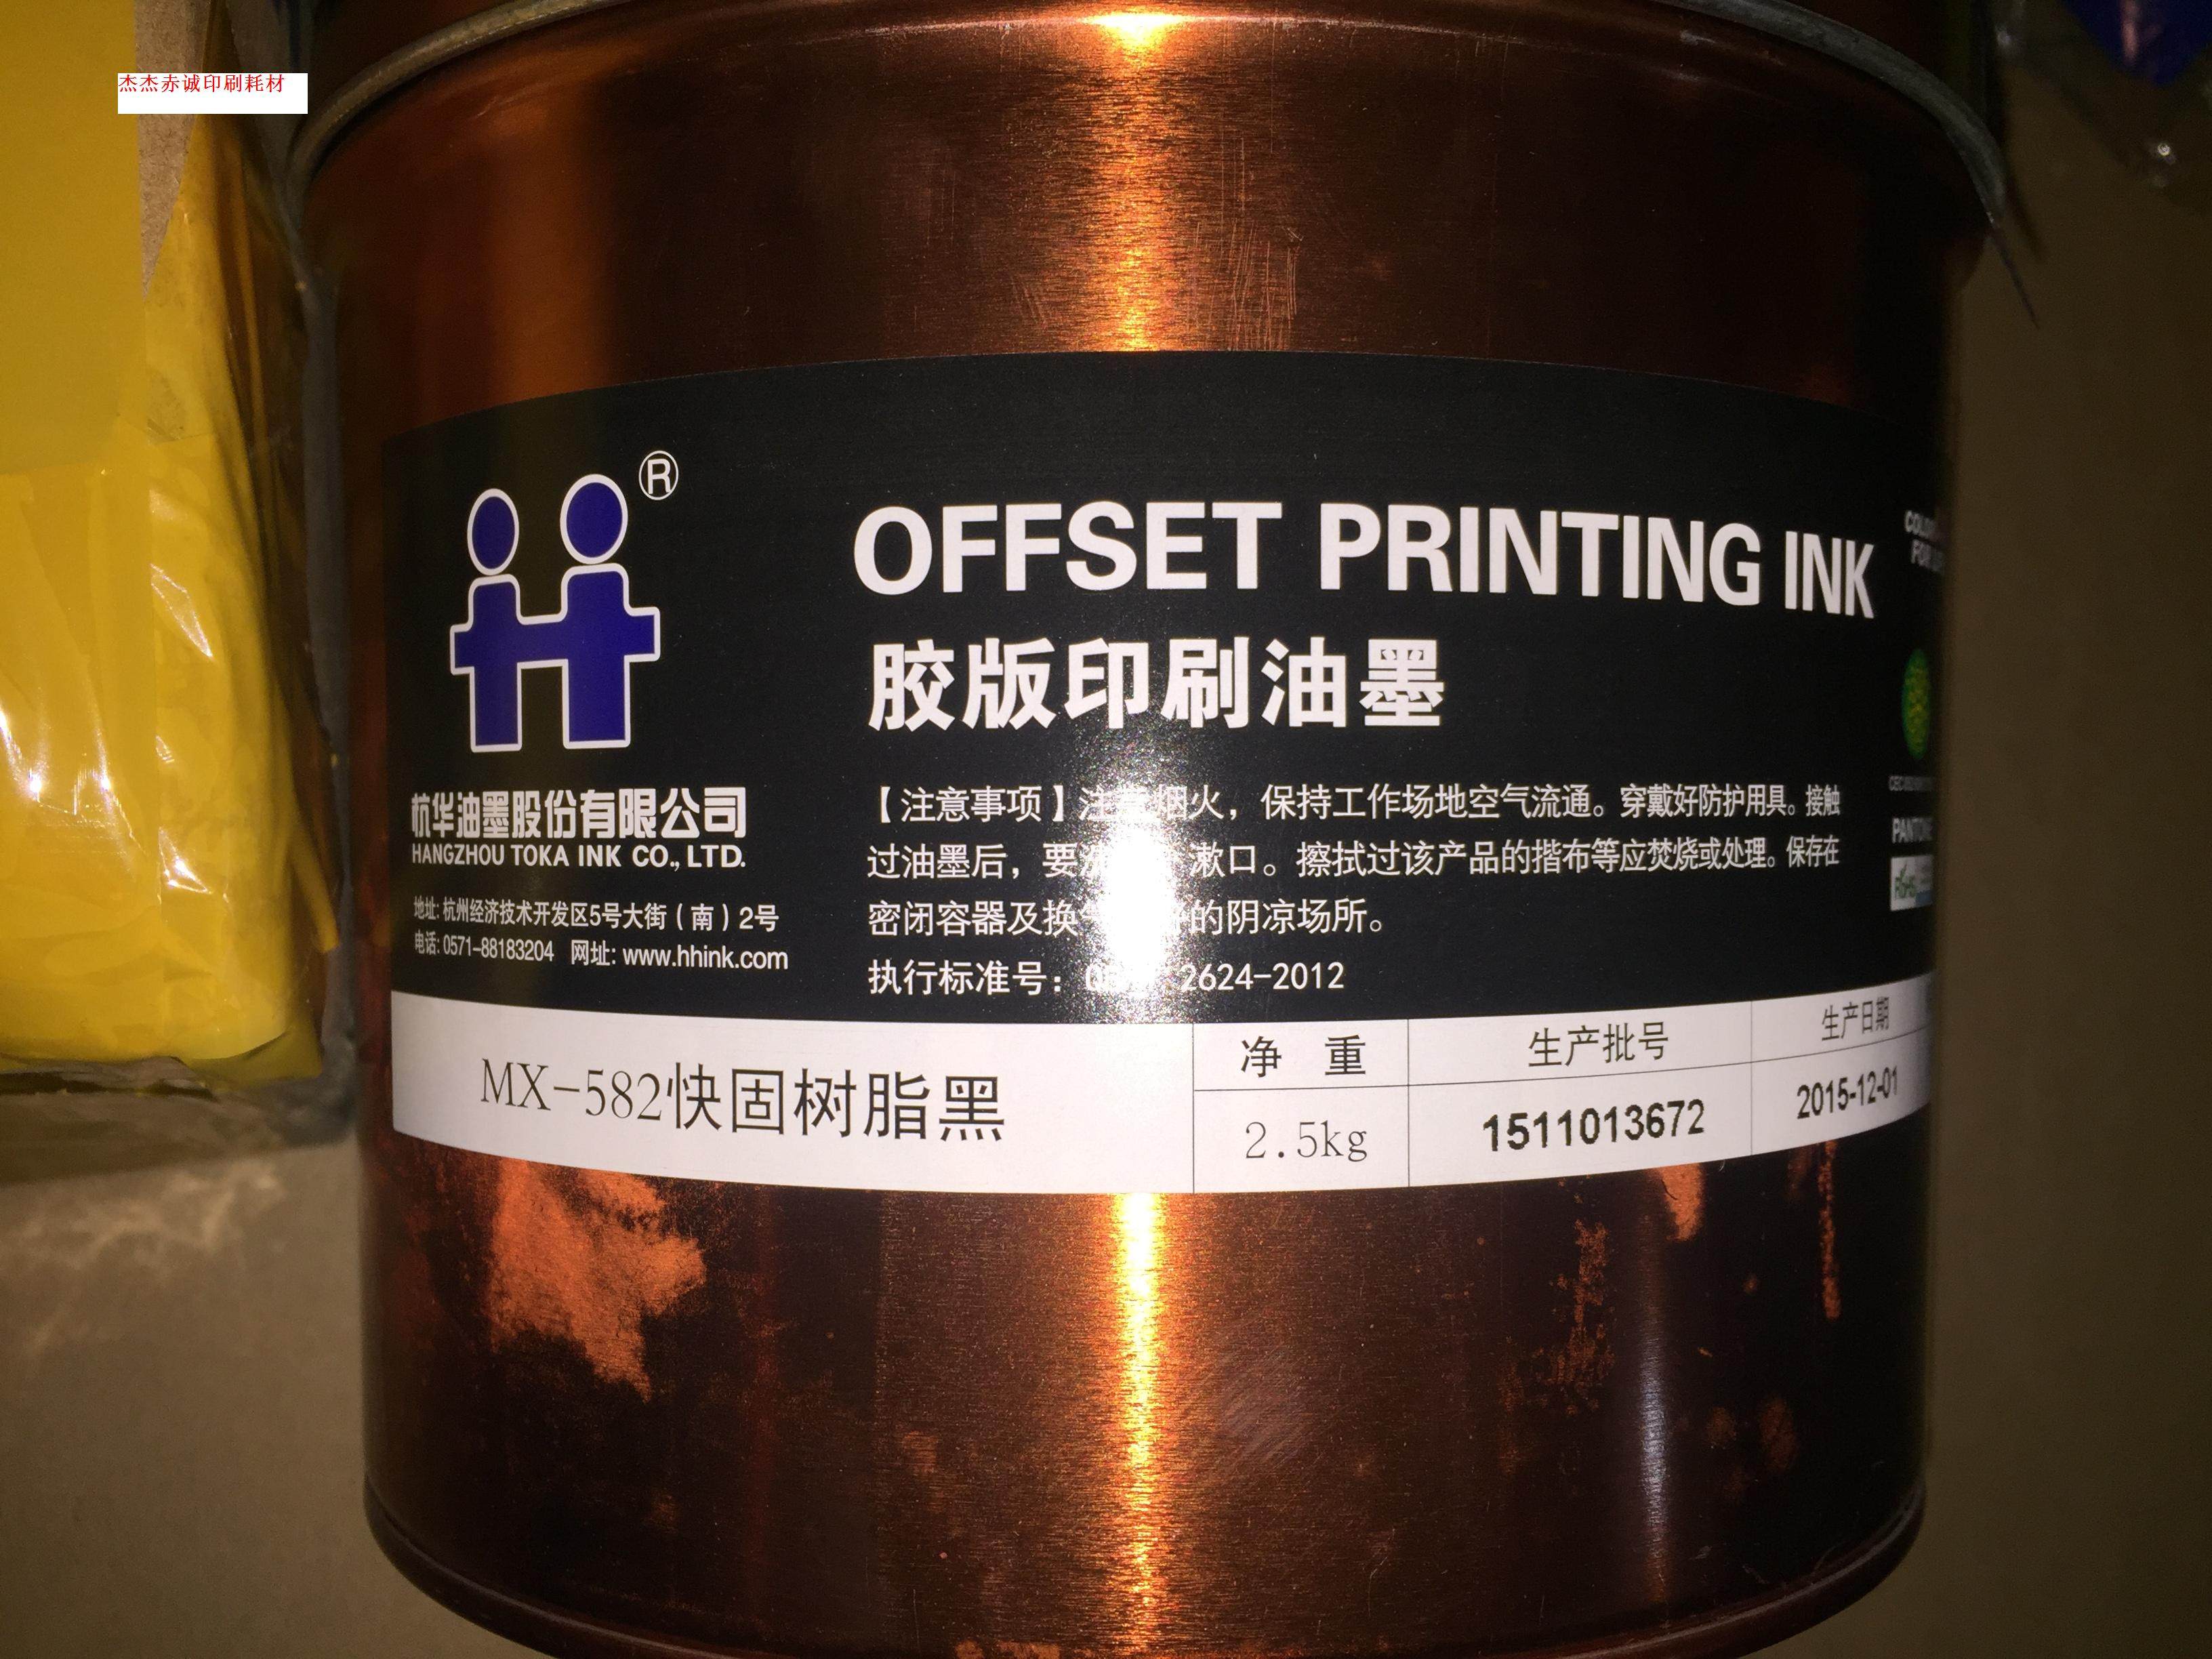 杰杰赤诚印刷耗材
®
OFFSET PRINTING INK
胶版印刷油墨
杭华油墨股份有限公司
HANGZHOU TOKA INK CO., LTD.
地址: 杭州经济技术开发区5号大街（南）2号
电话: 0571-88183204 网址: www.hhink.com
【注意事项】注 烟火，保持工作场地空气流通。穿戴好防护用具。接触
过油墨后，要 漱口。擦拭过该产品的揩布等应焚烧或处理。保存在
密闭容器及换 的阴凉场所。
执行标准号： 2624-2012
MX-582快固树脂黑
净 重
2.5kg
生产批号
1511013672
生产日期
2015-12-01
FOR
RoHS